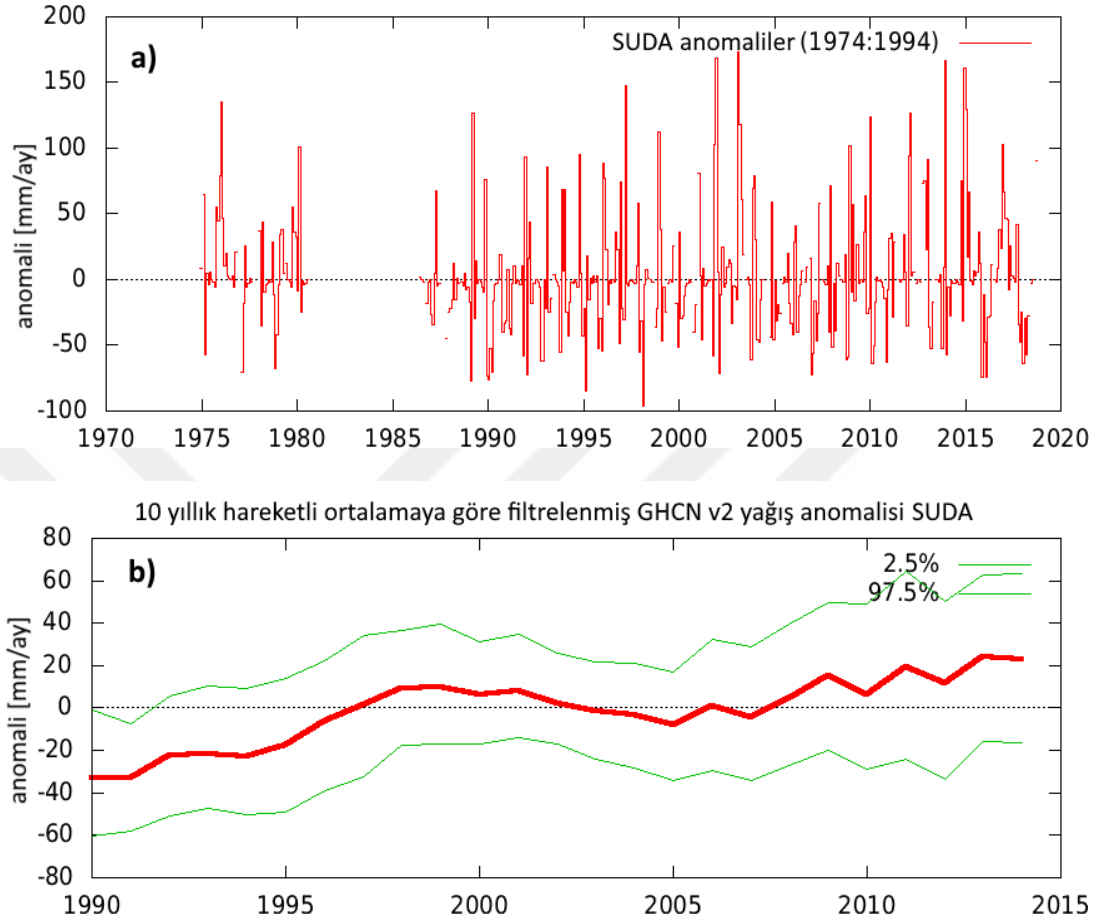 200
150
100
50
0
-50
-100
anomali [mm/ay]
a)
SUDA anomaliler (1974:1994)
1970 1975 1980 1985 1990 1995 2000 2005 2010 2015 2020
10 yıllık hareketli ortalamaya göre filtrelenmiş GHCN v2 yağış anomalisi SUDA
80
60
40
20
0
-20
-40
-60
-80
anomali [mm/ay]
b)
2.5%
97.5%
1990 1995 2000 2005 2010 2015